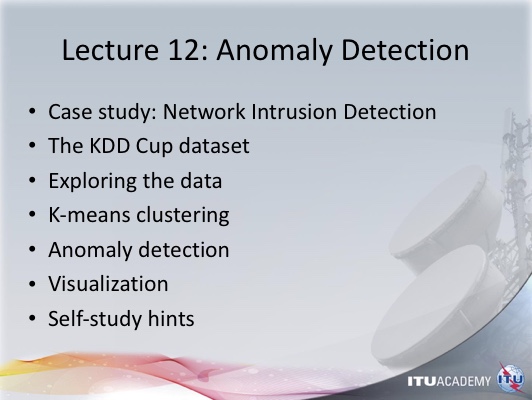 Lecture 12: Anomaly Detection
• Case study: Network Intrusion Detection
• The KDD Cup dataset
• Exploring the data
• K-means clustering
• Anomaly detection
• Visualization
• Self-study hints
ITUACADEMY ITU